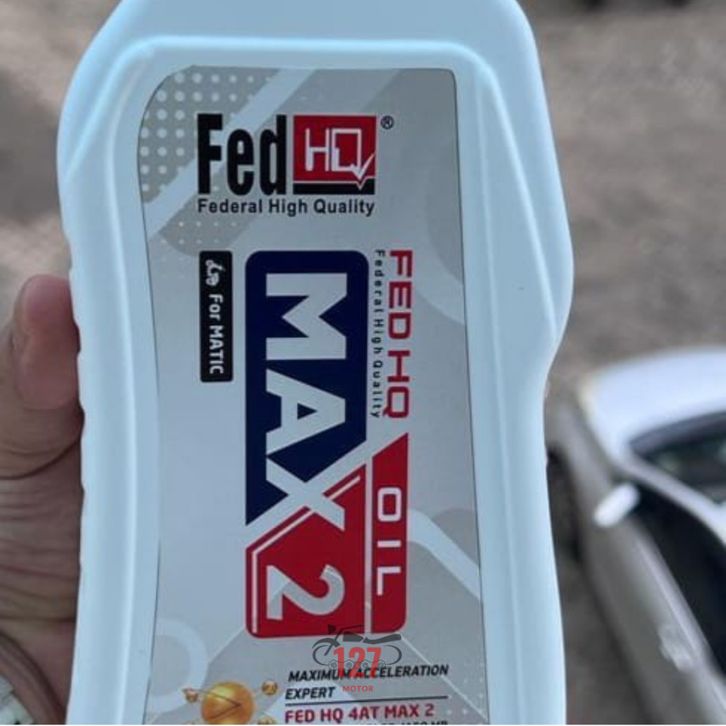 Fed HQ ®
Federal High Quality
For MATIC
FED HQ
Federal High Quality
MAX 2
OIL
127
MOTOR
MAXIMUM ACCELERATION
EXPERT
FED HQ 4AT MAX 2